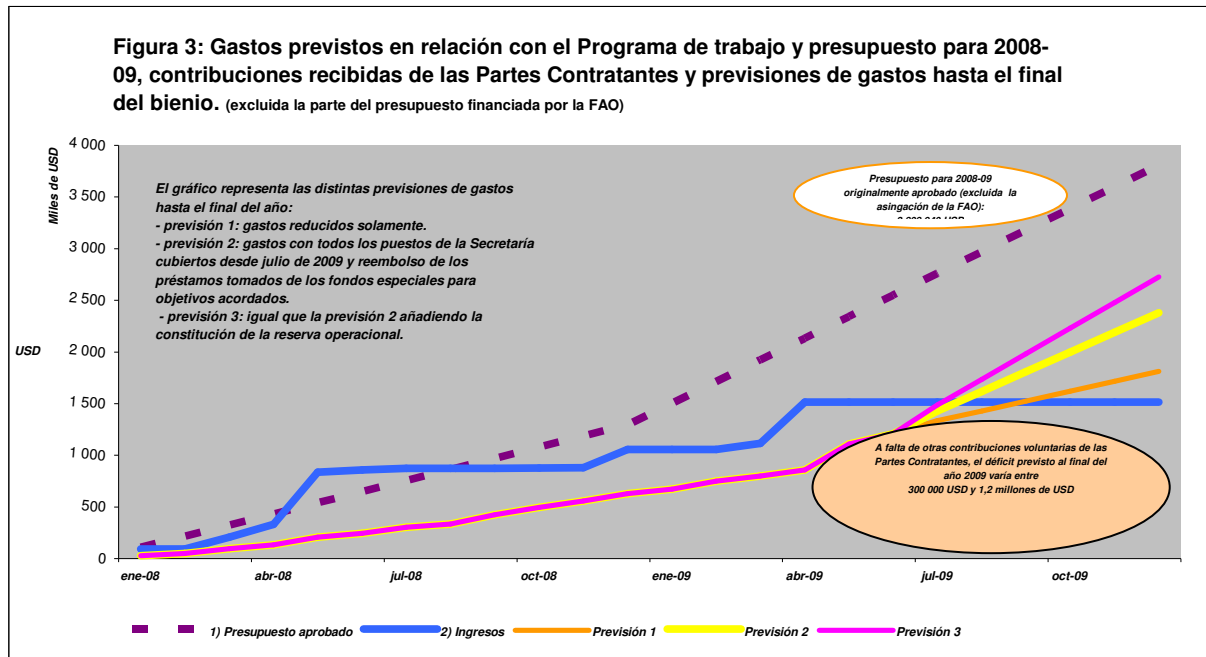 Figura 3: Gastos previstos en relación con el Programa de trabajo y presupuesto para 2008-
09, contribuciones recibidas de las Partes Contratantes y previsiones de gastos hasta el final
del bienio. (excluida la parte del presupuesto financiada por la FAO)
Miles de USD
USD
4 000
3 500
3 000
2 500
2 000
1 500
1 000
500
0
El gráfico representa las distintas previsiones de gastos
hasta el final del año:
- previsión 1: gastos reducidos solamente.
- previsión 2: gastos con todos los puestos de la Secretaría
cubiertos desde julio de 2009 y reembolso de los
préstamos tomados de los fondos especiales para
objetivos acordados.
- previsión 3: igual que la previsión 2 añadiendo la
constitución de la reserva operacional.
Presupuesto para 2008-09
originalmente aprobado (excluida la
asingación de la FAO):
USD
A falta de otras contribuciones voluntarias de las
Partes Contratantes, el déficit previsto al final del
año 2009 varía entre
300 000 USD y 1,2 millones de USD
ene-08 abr-08 jul-08 oct-08 ene-09 abr-09 jul-09 oct-09
1) Presupuesto aprobado 2) Ingresos Previsión 1 Previsión 2 Previsión 3